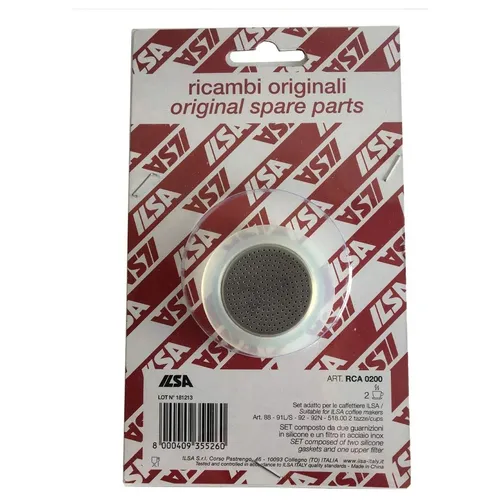 ILSA
ricambi originali
original spare parts
ILSA
ART. RCA 0200
2
LOT N° 181213
Set adatto per le caffettiere ILSA /
Suitable for ILSA coffee makers
Art. 88 - 91L/S - 92 - 92N - 518.00 2 tazze/cups
SET composto da due guarnizioni
in silicone e un filtro in acciaio inox
SET composed of two silicone
gaskets and one upper filter
8 000409 355260
ILSA S.r.l. Corso Pastrengo, 46 - 10093 Collegno (TO) ITALIA www.ilsa-italy.it
Tested and controlled in accordance to ILSA ITALY quality standards - Made in China